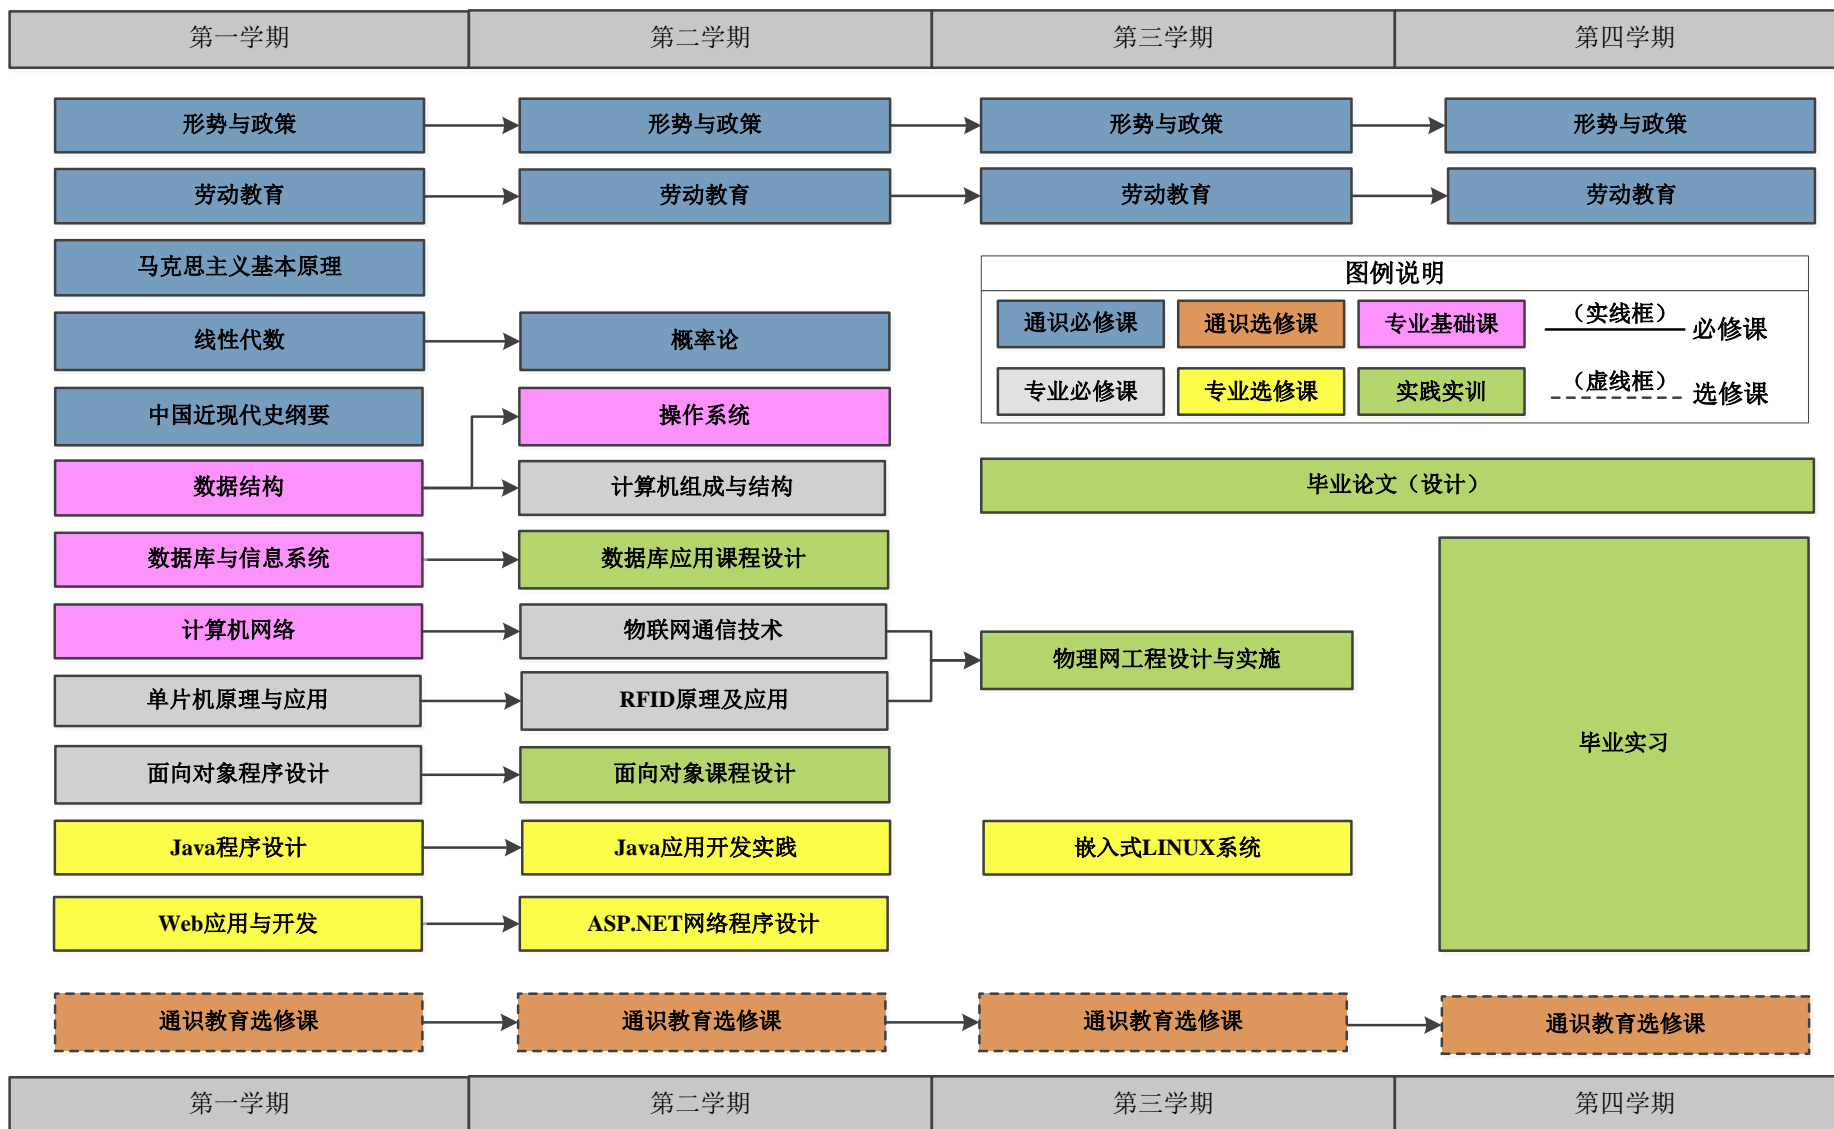 第一学期 第二学期 第三学期 第四学期
形势与政策 形势与政策 形势与政策 形势与政策
劳动教育 劳动教育 劳动教育 劳动教育
马克思主义基本原理
图例说明
线性代数 概率论
通识必修课 通识选修课 专业基础课 （实线框） 必修课
专业必修课 专业选修课 实践实训 （虚线框） 选修课
中国近现代史纲要 操作系统
数据结构 计算机组成与结构 毕业论文（设计）
数据库与信息系统 数据库应用课程设计
计算机网络 物联网通信技术
物理网工程设计与实施
单片机原理与应用 RFID原理及应用
毕业实习
面向对象程序设计 面向对象课程设计
Java程序设计 Java应用开发实践 嵌入式LINUX系统
Web应用与开发 ASP.NET网络程序设计
通识教育选修课 通识教育选修课 通识教育选修课 通识教育选修课
第一学期 第二学期 第三学期 第四学期